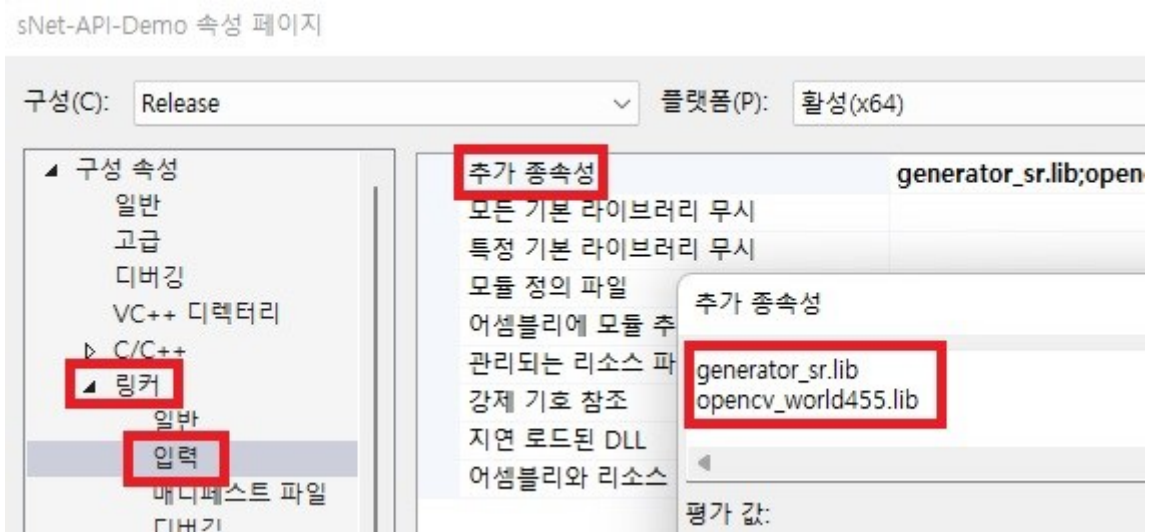 sNet-API-Demo 속성 페이지
구성(C): Release 플랫폼(P): 활성(x64)
구성 속성
일반
고급
디버깅
VC++ 디렉터리
C/C++
링커
일반
입력
매니페스트 파일
디버깅
추가 종속성 generator_sr.lib;open
모든 기본 라이브러리 무시
특정 기본 라이브러리 무시
모듈 정의 파일
어셈블리에 모듈 추
관리되는 리소스 파
강제 기호 참조
지연 로드된 DLL
어셈블리와 리소스
추가 종속성
generator_sr.lib
opencv_world455.lib
평가 값: